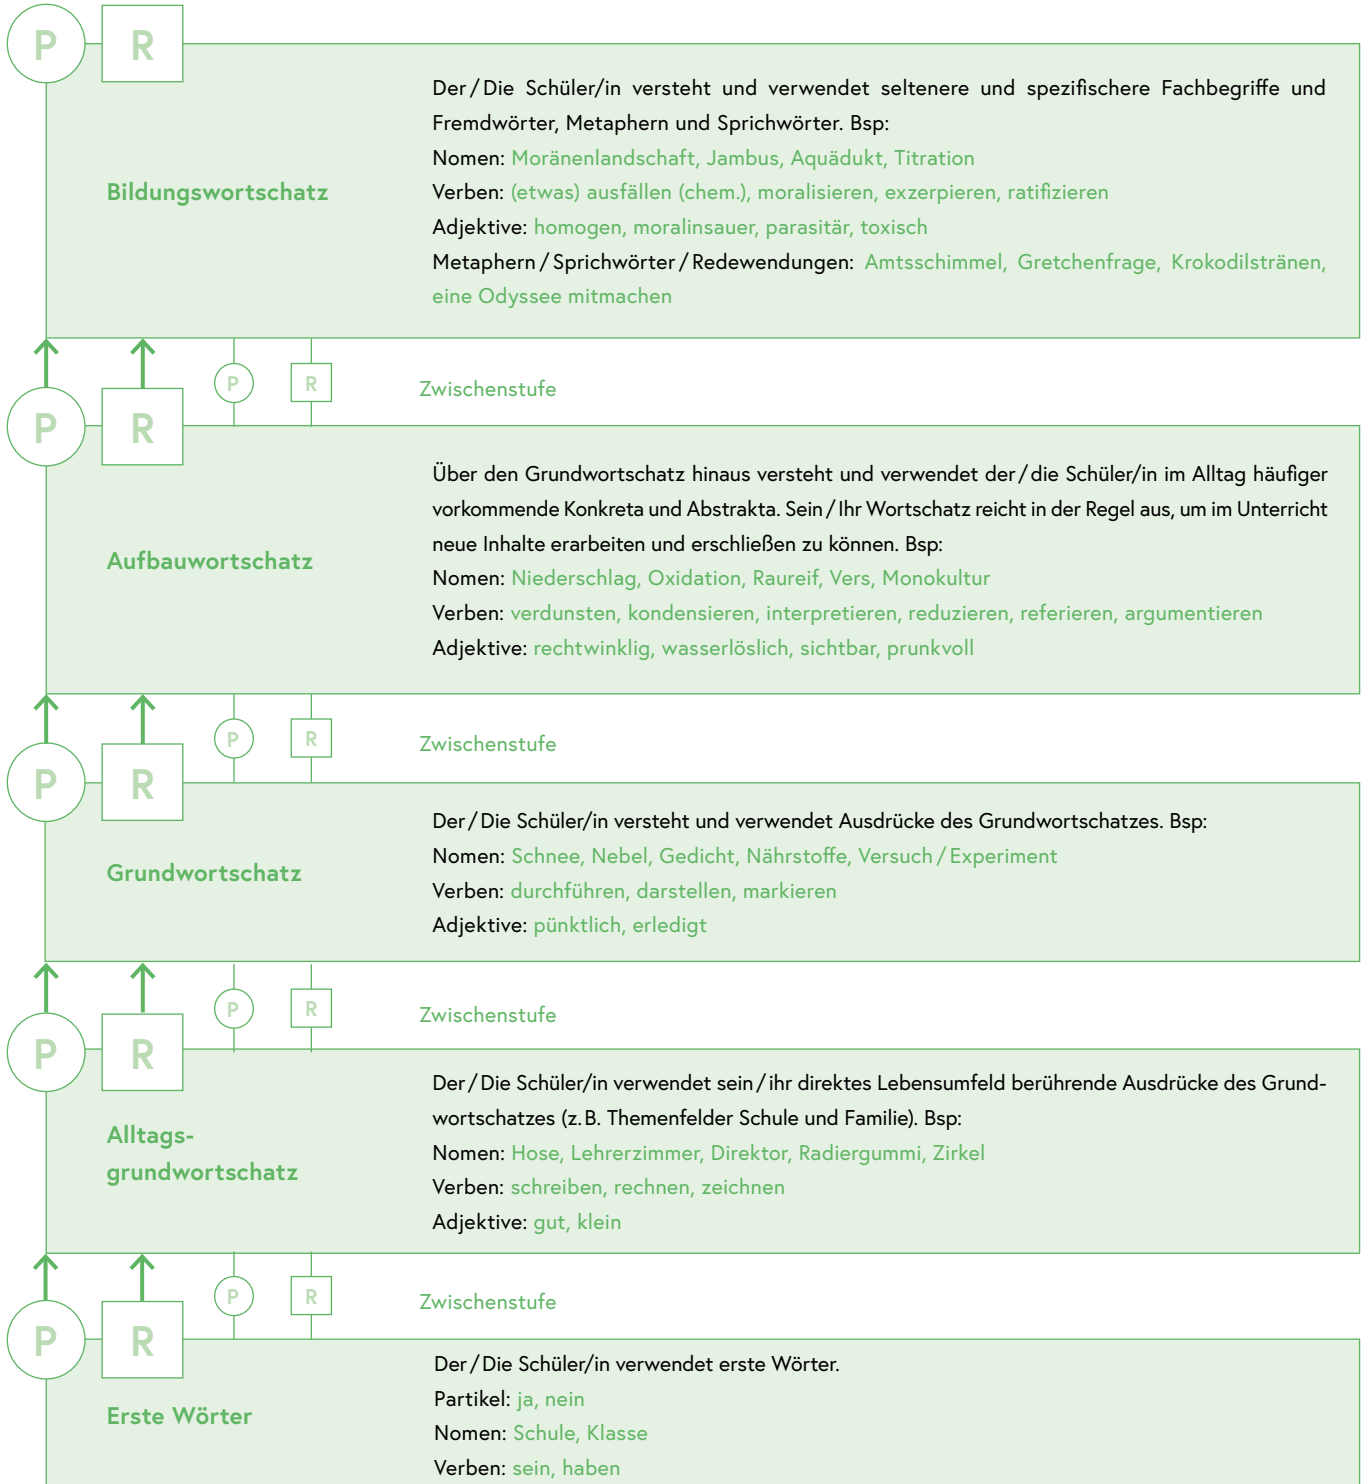 P R
Bildungswortschatz
Der / Die Schüler/in versteht und verwendet seltenere und spezifischere Fachbegriffe und
Fremdwörter, Metaphern und Sprichwörter. Bsp:
Nomen: Moränenlandschaft, Jambus, Aquädukt, Titration
Verben: (etwas) ausfällen (chem.), moralisieren, exzerpieren, ratifizieren
Adjektive: homogen, moralinsauer, parasitär, toxisch
Metaphern / Sprichwörter / Redewendungen: Amtsschimmel, Gretchenfrage, Krokodilstränen,
eine Odyssee mitmachen
P R Zwischenstufe
P R
Aufbauwortschatz
Über den Grundwortschatz hinaus versteht und verwendet der / die Schüler/in im Alltag häufiger
vorkommende Konkreta und Abstrakta. Sein / Ihr Wortschatz reicht in der Regel aus, um im Unterricht
neue Inhalte erarbeiten und erschließen zu können. Bsp:
Nomen: Niederschlag, Oxidation, Raureif, Vers, Monokultur
Verben: verdunsten, kondensieren, interpretieren, reduzieren, referieren, argumentieren
Adjektive: rechtwinklig, wasserlöslich, sichtbar, prunkvoll
P R Zwischenstufe
P R
Grundwortschatz
Der / Die Schüler/in versteht und verwendet Ausdrücke des Grundwortschatzes. Bsp:
Nomen: Schnee, Nebel, Gedicht, Nährstoffe, Versuch / Experiment
Verben: durchführen, darstellen, markieren
Adjektive: pünktlich, erledigt
P R Zwischenstufe
P R
Alltags-
grundwortschatz
Der / Die Schüler/in verwendet sein / ihr direktes Lebensumfeld berührende Ausdrücke des Grund-
wortschatzes (z. B. Themenfelder Schule und Familie). Bsp:
Nomen: Hose, Lehrerzimmer, Direktor, Radiergummi, Zirkel
Verben: schreiben, rechnen, zeichnen
Adjektive: gut, klein
P R Zwischenstufe
P R
Erste Wörter
Der / Die Schüler/in verwendet erste Wörter.
Partikel: ja, nein
Nomen: Schule, Klasse
Verben: sein, haben